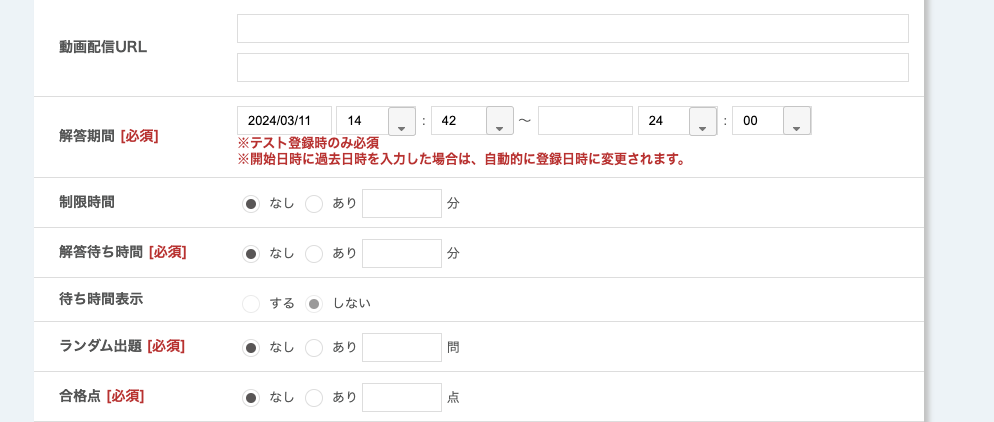 動画配信URL
解答期間 [必須] 2024/03/11 14 : 42 ～ 24 : 00
※テスト登録時のみ必須
※開始日時に過去日時を入力した場合は、自動的に登録日時に変更されます。
制限時間 なし あり 分
解答待ち時間 [必須] なし あり 分
待ち時間表示 する しない
ランダム出題 [必須] なし あり 問
合格点 [必須] なし あり 点